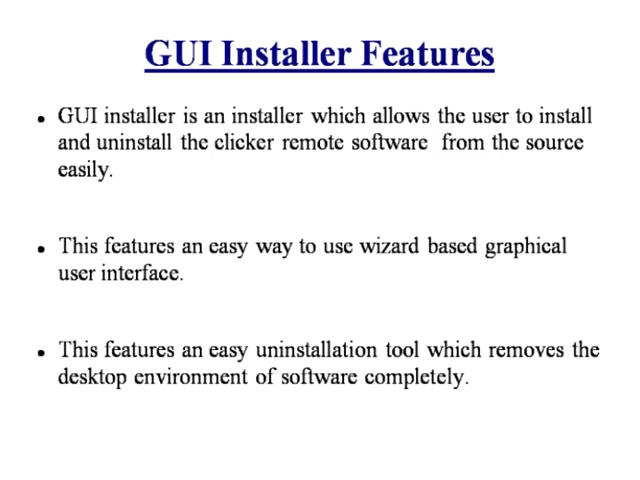 GUI Installer Features
• GUI installer is an installer which allows the user to install
and uninstall the clicker remote software from the source
easily.
• This features an easy way to use wizard based graphical
user interface.
• This features an easy uninstallation tool which removes the
desktop environment of software completely.